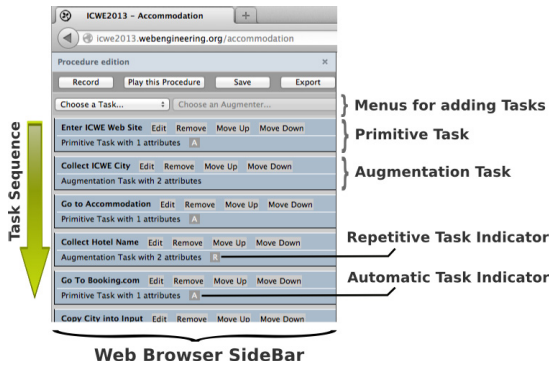 ICWE2013 – Accommodation
+
icwe2013.webengineering.org/accommodation
Procedure edition ×
Record Play this Procedure Save Export
Choose a Task... Choose an Augmenter...
Menus for adding Tasks
Enter ICWE Web Site Edit Remove Move Up Move Down
Primitive Task with 1 attributes A
Primitive Task
Collect ICWE City Edit Remove Move Up Move Down
Augmentation Task with 2 attributes
Augmentation Task
Go to Accommodation Edit Remove Move Up Move Down
Primitive Task with 1 attributes A
Collect Hotel Name Edit Remove Move Up Move Down
Augmentation Task with 2 attributes R
Repetitive Task Indicator
Go To Booking.com Edit Remove Move Up Move Down
Primitive Task with 1 attributes A
Automatic Task Indicator
Copy City into Input Edit Remove Move Up Move Down
Task Sequence
Web Browser SideBar